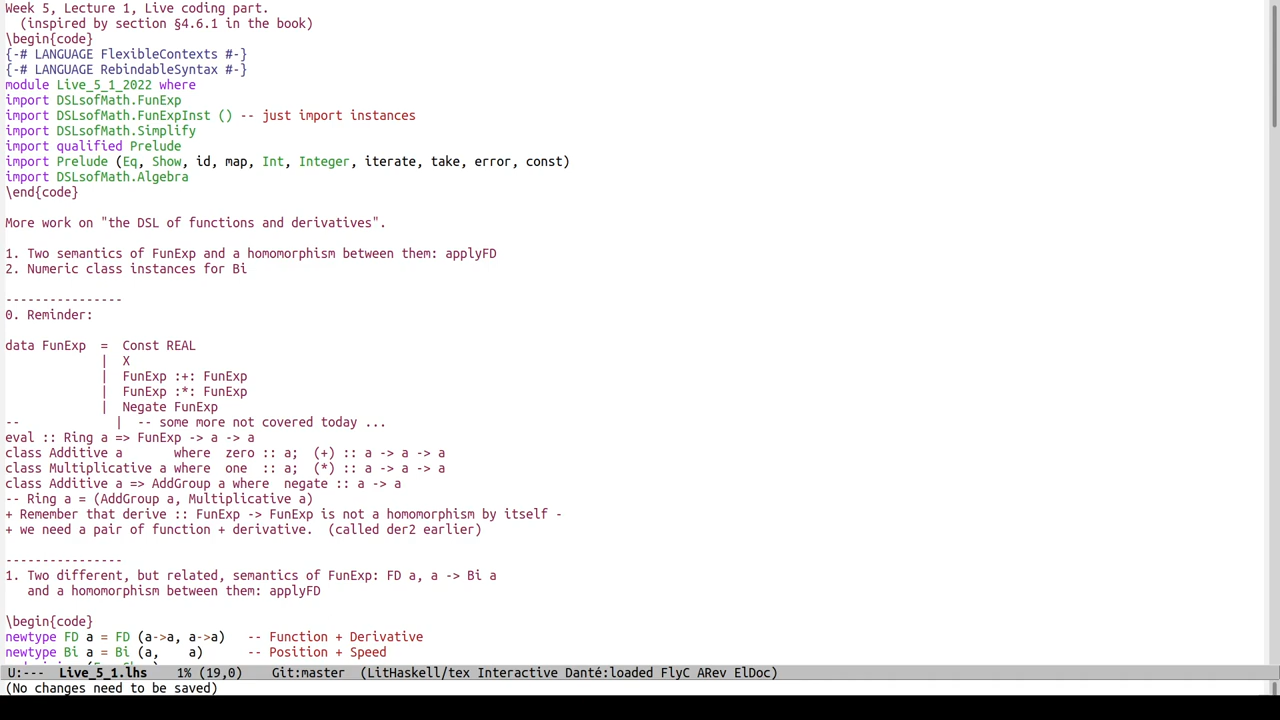 Week 5, Lecture 1, Live coding part.
(inspired by section §4.6.1 in the book)
\begin{code}
{-# LANGUAGE FlexibleContexts #-}
{-# LANGUAGE RebindableSyntax #-}
module Live_5_1_2022 where
import DSLsofMath.FunExp
import DSLsofMath.FunExpInst () -- just import instances
import DSLsofMath.Simplify
import qualified Prelude
import Prelude (Eq, Show, id, map, Int, Integer, iterate, take, error, const)
import DSLsofMath.Algebra
\end{code}
More work on "the DSL of functions and derivatives".
1. Two semantics of FunExp and a homomorphism between them: applyFD
2. Numeric class instances for Bi
----------------
0. Reminder:
data FunExp  =  Const REAL
             |  X
             |  FunExp :+: FunExp
             |  FunExp :*: FunExp
             |  Negate FunExp
--             |  -- some more not covered today ...
eval :: Ring a => FunExp -> a -> a
class Additive a       where  zero :: a;  (+) :: a -> a -> a
class Multiplicative a where  one  :: a;  (*) :: a -> a -> a
class Additive a => AddGroup a where  negate :: a -> a
-- Ring a = (AddGroup a, Multiplicative a)
+ Remember that derive :: FunExp -> FunExp is not a homomorphism by itself -
+ we need a pair of function + derivative.  (called der2 earlier)
----------------
1. Two different, but related, semantics of FunExp: FD a, a -> Bi a
   and a homomorphism between them: applyFD
\begin{code}
newtype FD a = FD (a->a, a->a)   -- Function + Derivative
newtype Bi a = Bi (a,    a)      -- Position + Speed
U:---  Live_5_1.lhs    1% (19,0)     Git:master  (LitHaskell/tex Interactive Danté:loaded FlyC ARev ElDoc)
(No changes need to be saved)